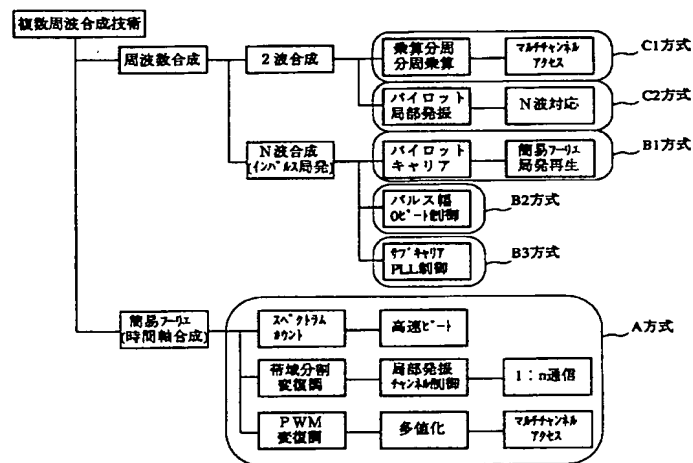 複数周波合成技術
周波数合成
2波合成
乗算分周
分周乗算
マルチチャンネル
アクセス
C1方式
パイロット
局部発振
N波対応
C2方式
N波合成
[インパルス局発]
パイロット
キャリア
簡易フーリエ
局発再生
B1方式
パルス幅
0ビート制御
B2方式
サブキャリア
PLL制御
B3方式
簡易フーリエ
[時間軸合成]
スペクトラム
カウント
高速ビート
A方式
帯域分割
変復調
局部発振
チャンネル制御
1:n通信
PWM
変復調
多値化
マルチチャンネル
アクセス